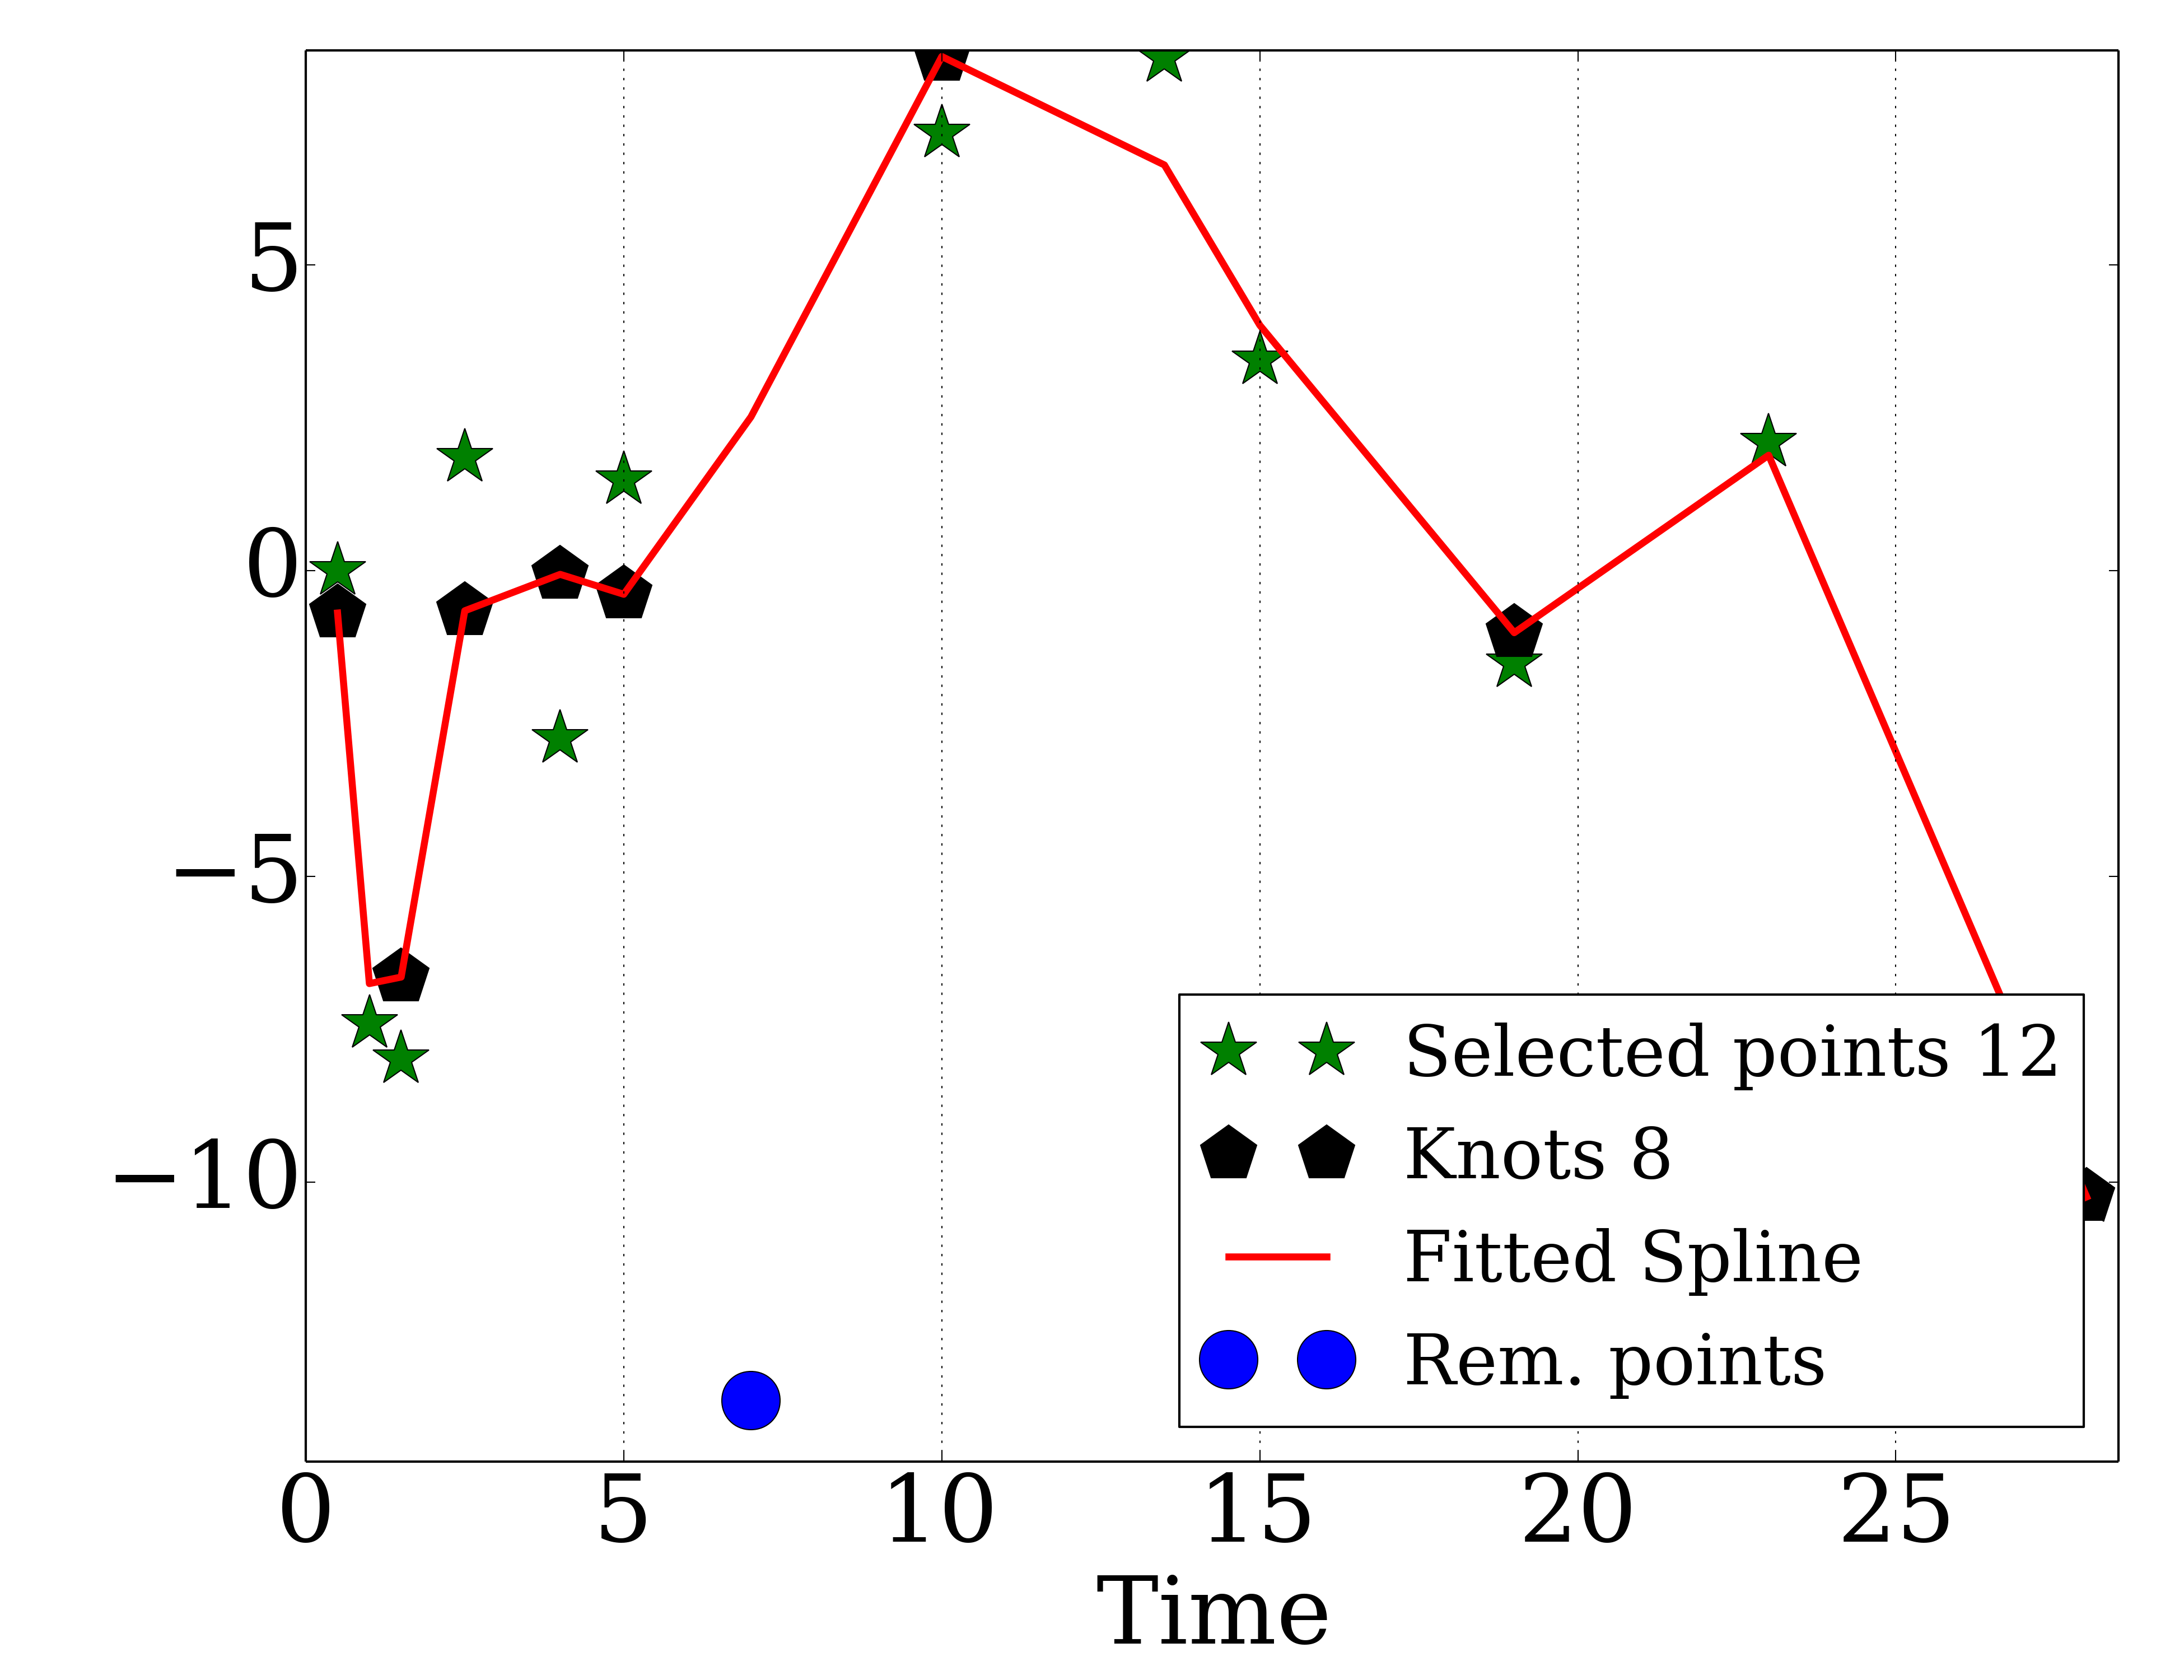 5
0
−5
−10
Selected points 12
Knots 8
Fitted Spline
Rem. points
0 5 10 15 20 25
Time